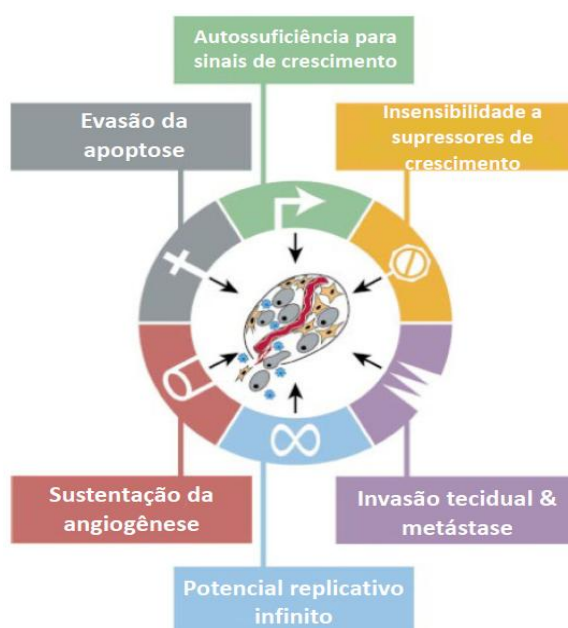 Autossuficiência para
sinais de crescimento
Evasão da
apoptose
Insensibilidade a
supressores de
crescimento
Sustentação da
angiogênese
Invasão tecidual &
metástase
Potencial replicativo
infinito